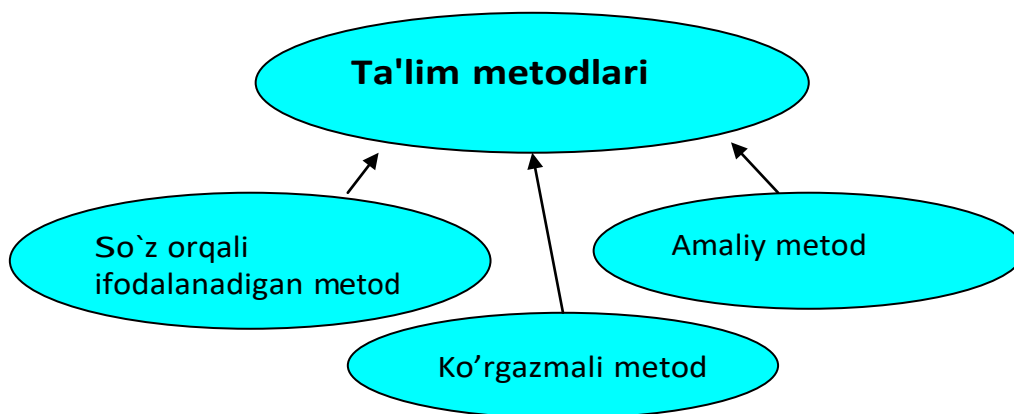 Ta'lim metodlari
So`z orqali
ifodalanadigan metod
Amaliy metod
Ko’rgazmali metod